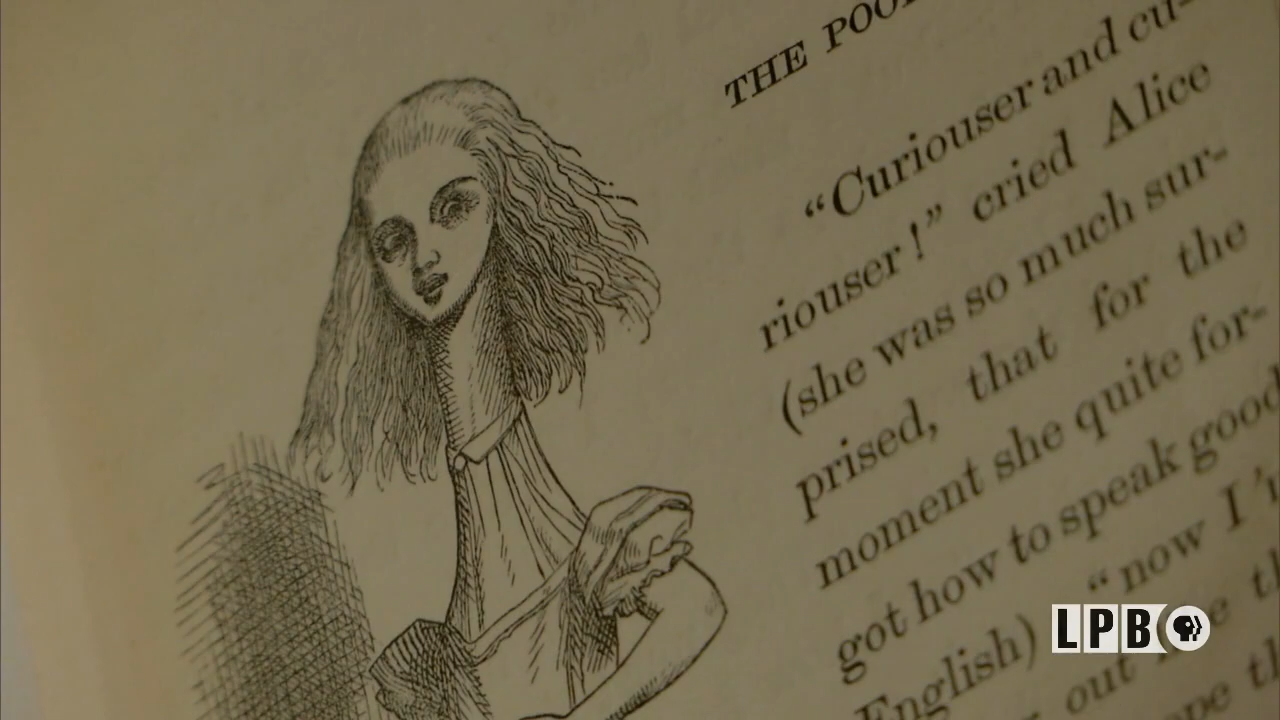 THE POO
"Curiouser and cu-
riouser!" cried Alice
(she was so much sur-
prised, that for the
moment she quite for-
got how to speak good
English) "now I'm
out
LPB